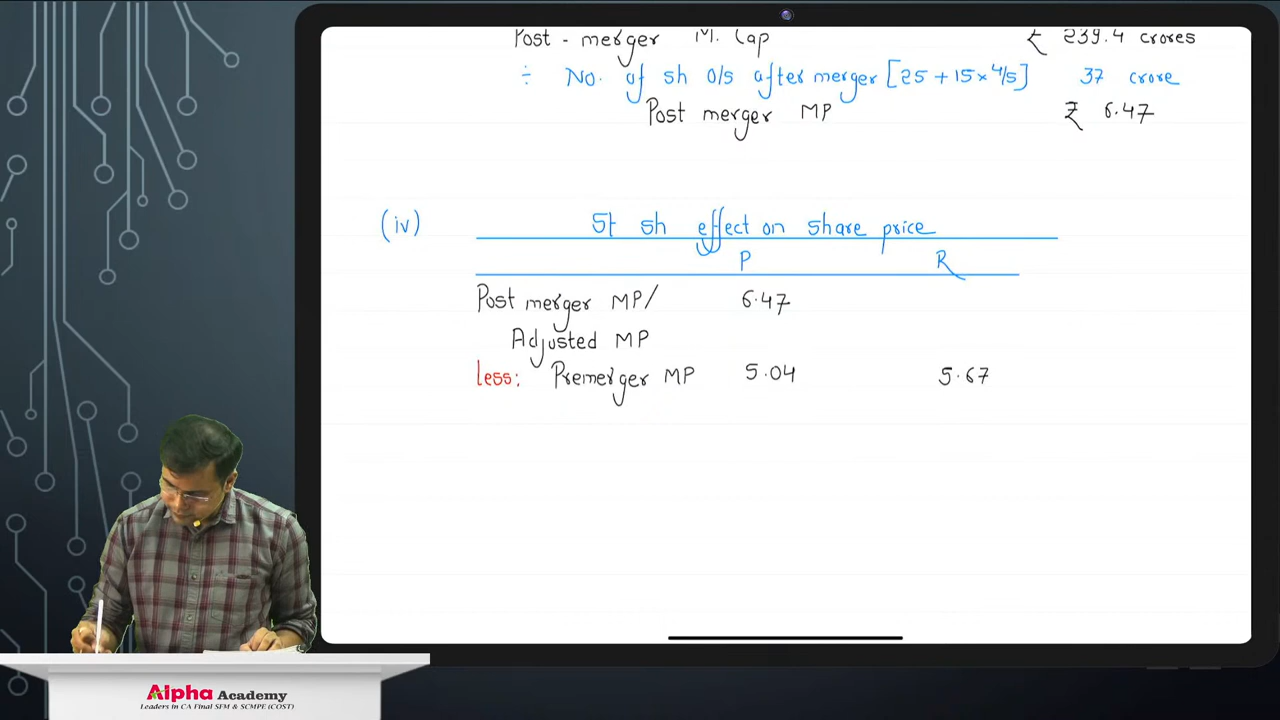 Post - merger M. Cap ₹ 239.4 crores
÷ No. of sh o/s after merger [25 + 15 × 4/5] 37 crore
Post merger MP ₹ 6.47
(iv) St sh effect on share price
P R
Post merger MP/ 6.47
Adjusted MP
less: Premerger MP 5.04 5.67
Alpha Academy
Leaders in CA Final SFM & SCMPE (COST)